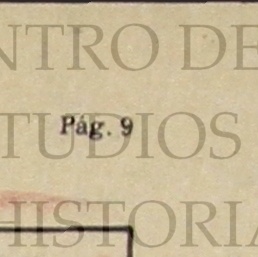 NTRO DE
Pág. 9
TUDIOS
HISTORIA